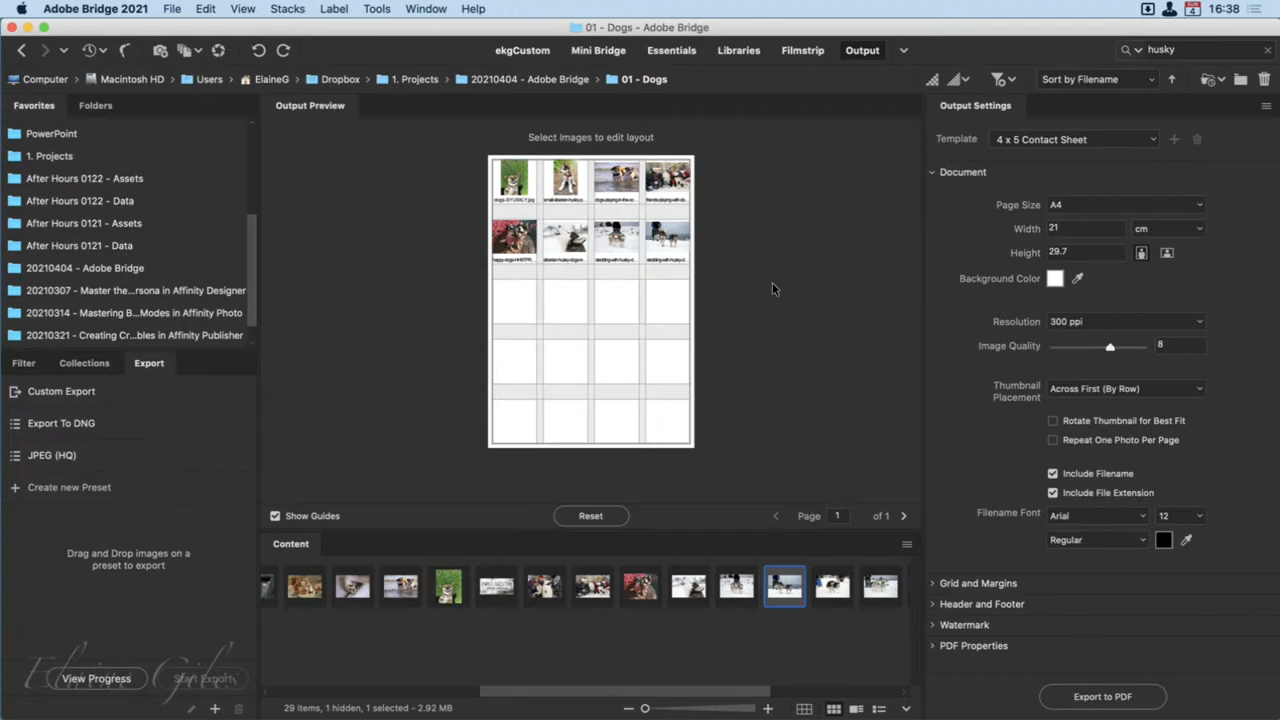 Adobe Bridge 2021 File Edit View Stacks Label Tools Window Help SUN 4 16:38
01 - Dogs - Adobe Bridge
ekgCustom Mini Bridge Essentials Libraries Filmstrip Output husky
Computer Macintosh HD Users ElaineG Dropbox 1. Projects 20210404 - Adobe Bridge 01 - Dogs Sort by Filename
Favorites Folders
PowerPoint
1. Projects
After Hours 0122 - Assets
After Hours 0122 - Data
After Hours 0121 - Assets
After Hours 0121 - Data
20210404 - Adobe Bridge
20210307 - Master the...rsona in Affinity Designer
20210314 - Mastering B...Modes in Affinity Photo
20210321 - Creating Cr...bles in Affinity Publisher
Filter Collections Export
Custom Export
Export To DNG
JPEG (HQ)
Create new Preset
Drag and Drop images on a
preset to export
View Progress Start Export
Output Preview
Select Images to edit layout
Show Guides Reset Page 1 of 1
Content
29 items, 1 hidden, 1 selected - 2.92 MB
Output Settings
Template 4 x 5 Contact Sheet
Document
Page Size A4
Width 21 cm
Height 29.7
Background Color
Resolution 300 ppi
Image Quality 8
Thumbnail
Placement Across First (By Row)
Rotate Thumbnail for Best Fit
Repeat One Photo Per Page
Include Filename
Include File Extension
Filename Font Arial 12
Regular
Grid and Margins
Header and Footer
Watermark
PDF Properties
Export to PDF